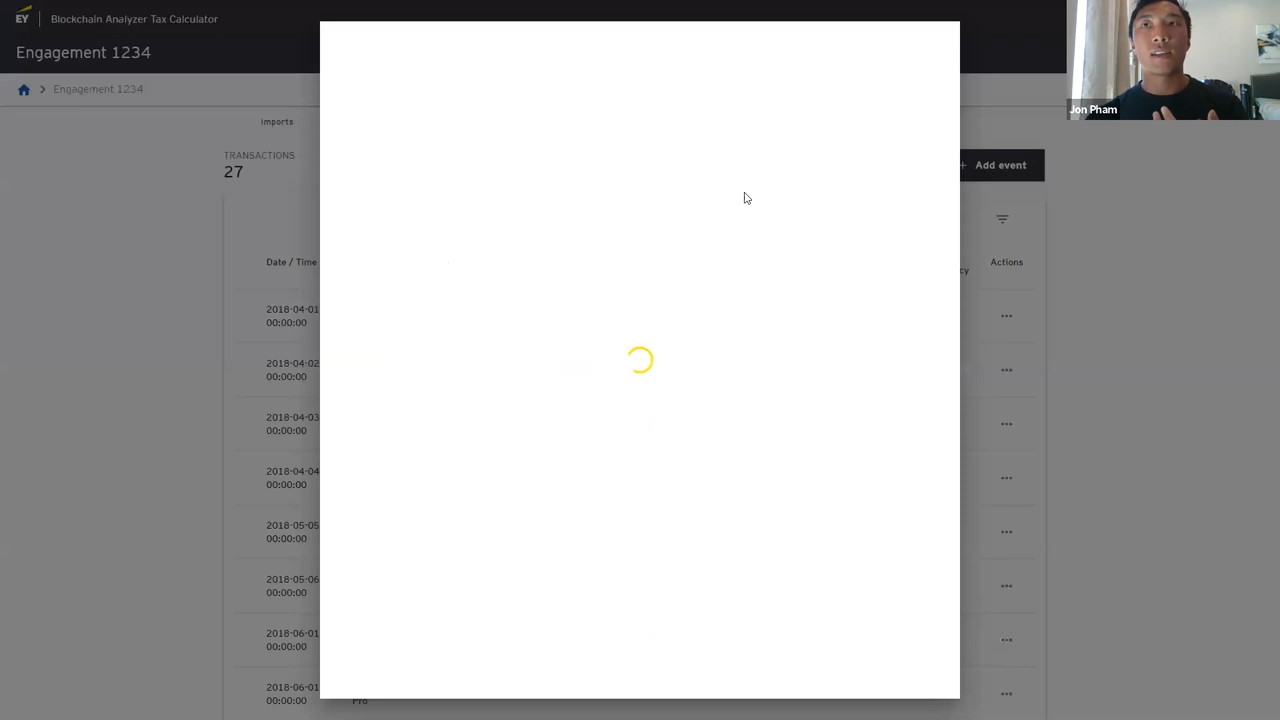 EY
Blockchain Analyzer Tax Calculator
Engagement 1234
Engagement 1234
Jon Pham
Imports
TRANSACTIONS
27
Add event
Date / Time
cy
Actions
2018-04-01
00:00:00
2018-04-02
00:00:00
2018-04-03
00:00:00
2018-04-04
00:00:00
2018-05-05
00:00:00
2018-05-06
00:00:00
2018-06-01
00:00:00
2018-06-01
00:00:00
Pro